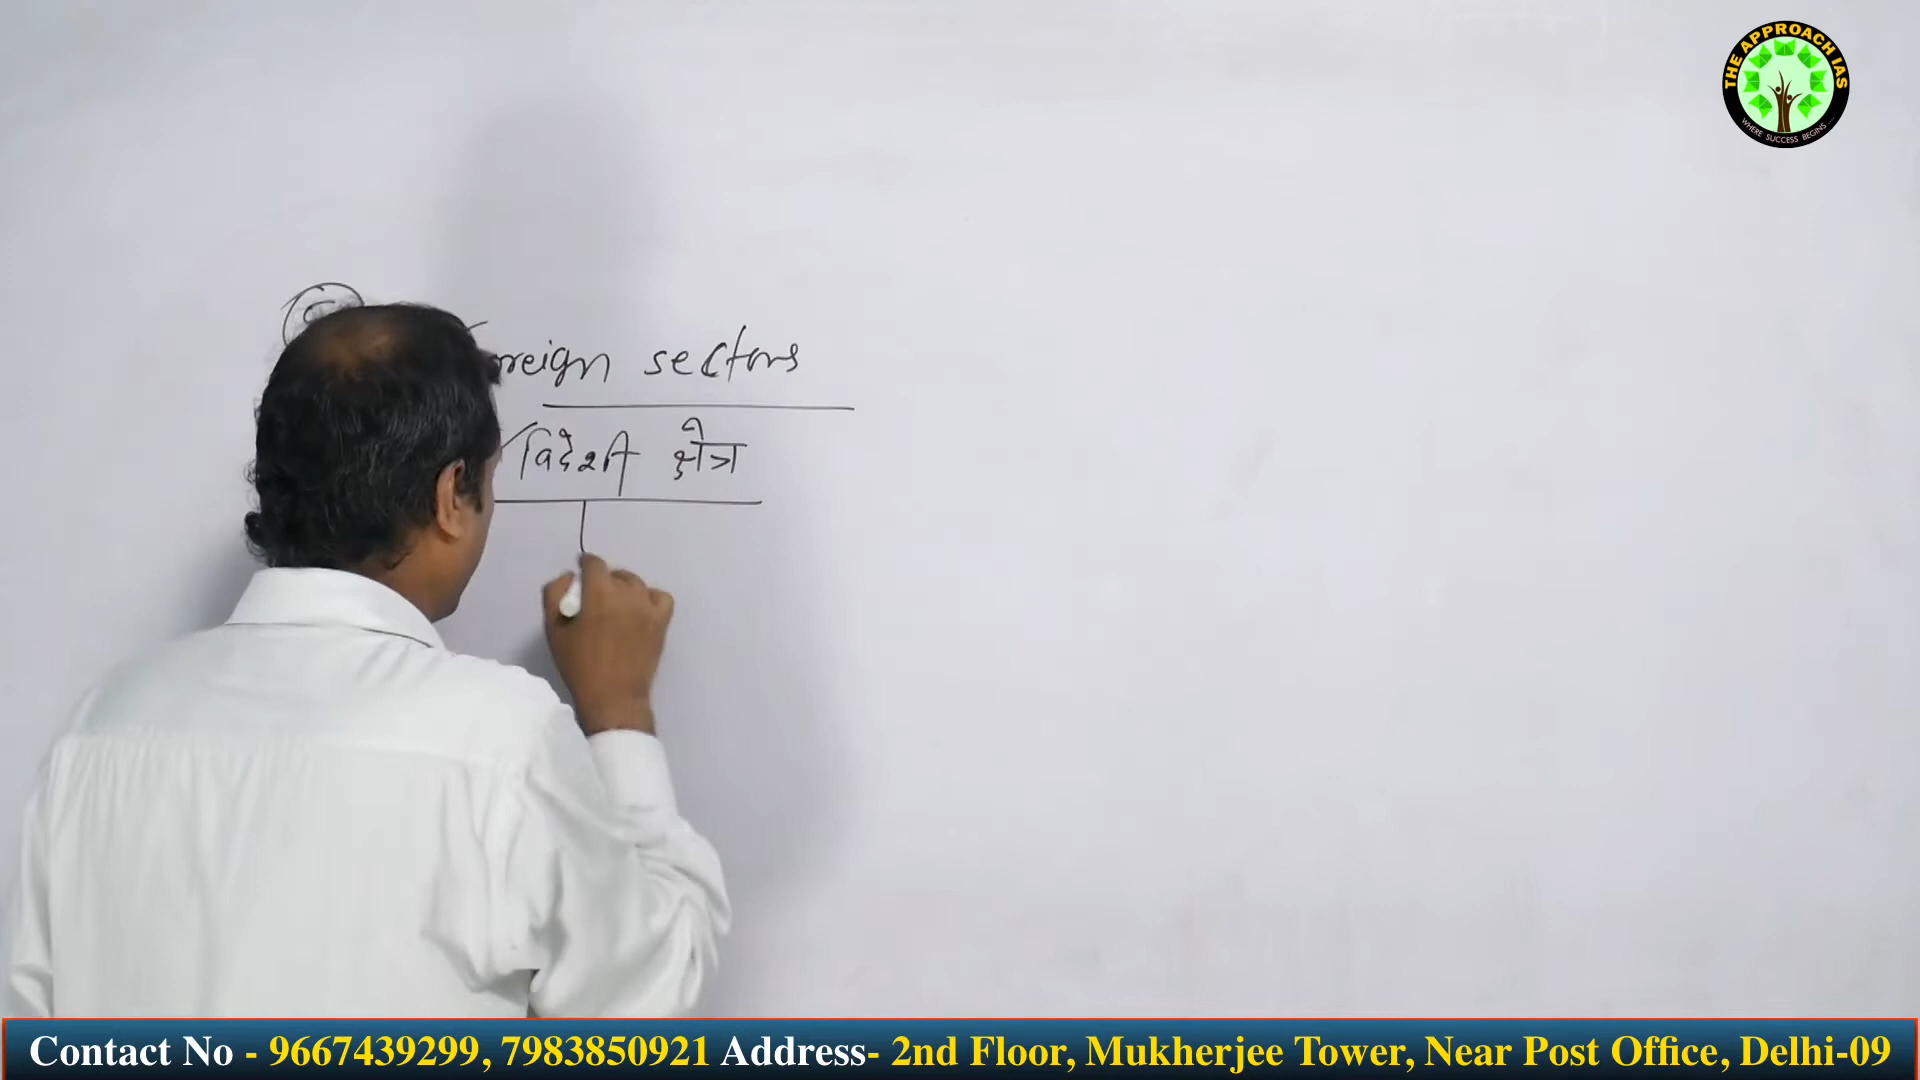 THE APPROACH IAS
WHERE SUCCESS BEGINS ....
oreign sectors
विदेशी क्षेत्र
Contact No - 9667439299, 7983850921 Address- 2nd Floor, Mukherjee Tower, Near Post Office, Delhi-09